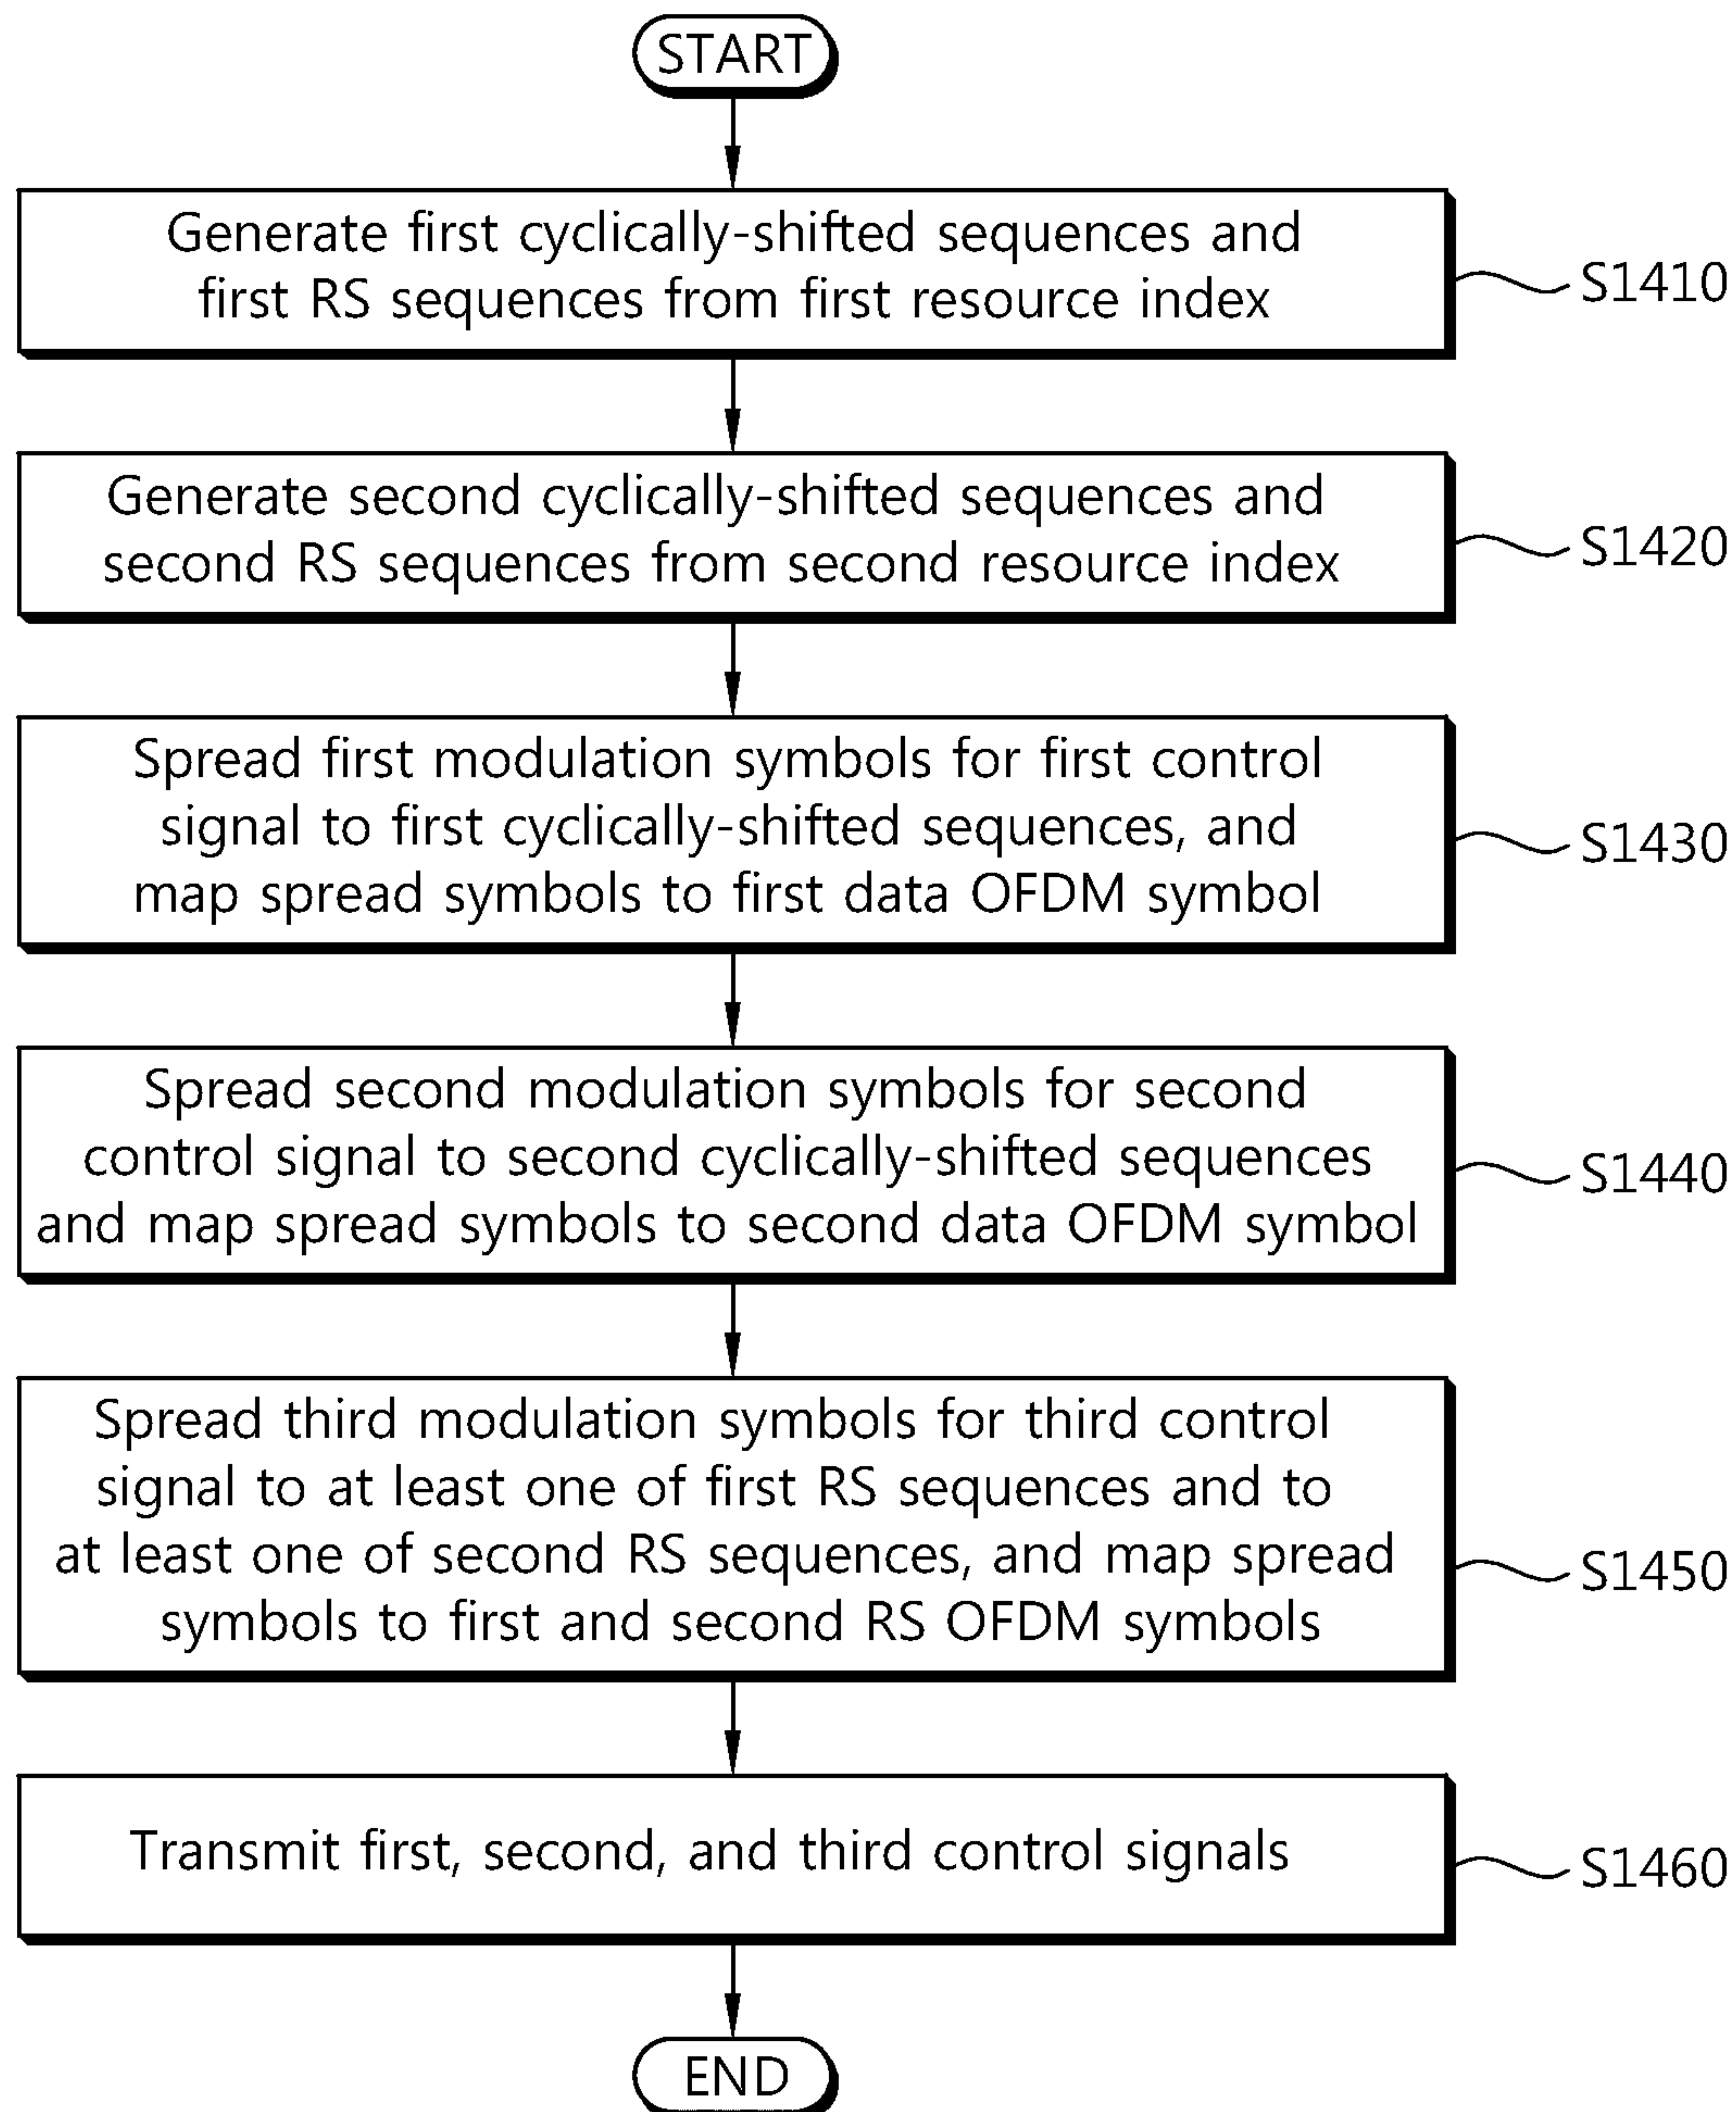 START
Generate first cyclically-shifted sequences and
first RS sequences from first resource index
S1410
Generate second cyclically-shifted sequences and
second RS sequences from second resource index
S1420
Spread first modulation symbols for first control
signal to first cyclically-shifted sequences, and
map spread symbols to first data OFDM symbol
S1430
Spread second modulation symbols for second
control signal to second cyclically-shifted sequences
and map spread symbols to second data OFDM symbol
S1440
Spread third modulation symbols for third control
signal to at least one of first RS sequences and to
at least one of second RS sequences, and map spread
symbols to first and second RS OFDM symbols
S1450
Transmit first, second, and third control signals
S1460
END